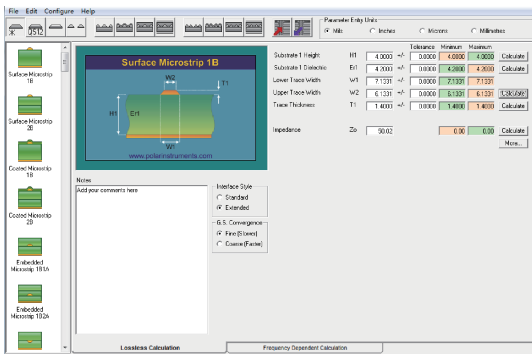 File Edit Configure Help
QS12
Parameter Entry Units
Mils Inches Microns Millimetres
Surface Microstrip 1B
W2
T1
H1 Er1
W1
www.polarinstruments.com
Tolerance Minimum Maximum
Substrate 1 Height H1 4.0000 +/- 0.0000 4.0000 4.0000 Calculate
Substrate 1 Dielectric Er1 4.2000 +/- 0.0000 4.2000 4.2000 Calculate
Lower Trace Width W1 7.1331 +/- 0.0000 7.1331 7.1331
Upper Trace Width W2 6.1331 +/- 0.0000 6.1331 6.1331 Calculate
Trace Thickness T1 1.4000 +/- 0.0000 1.4000 1.4000 Calculate
Impedance Zo 50.02 0.00 0.00 Calculate
More...
Surface Microstrip
1B
Surface Microstrip
2B
Coated Microstrip
1B
Coated Microstrip
2B
Embedded
Microstrip 1B1A
Embedded
Microstrip 1B2A
Notes
Add your comments here
Interface Style
Standard
Extended
G.S. Convergence
Fine (Slower)
Coarse (Faster)
Lossless Calculation
Frequency Dependent Calculation